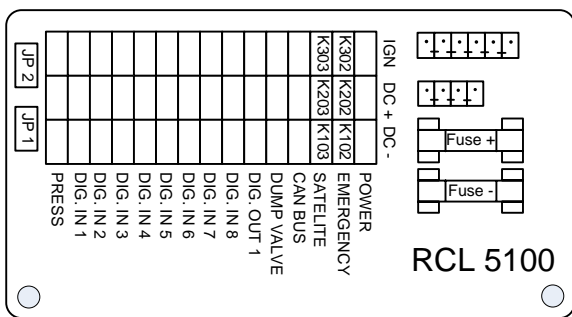 JP 2
JP 1
K303
K302
K203
K202
K103
K102
IGN
DC +
DC -
PRESS
DIG. IN 1
DIG. IN 2
DIG. IN 3
DIG. IN 4
DIG. IN 5
DIG. IN 6
DIG. IN 7
DIG. IN 8
DIG. OUT 1
DUMP VALVE
CAN BUS
SATELITE
EMERGENCY
POWER
Fuse +
Fuse -
RCL 5100